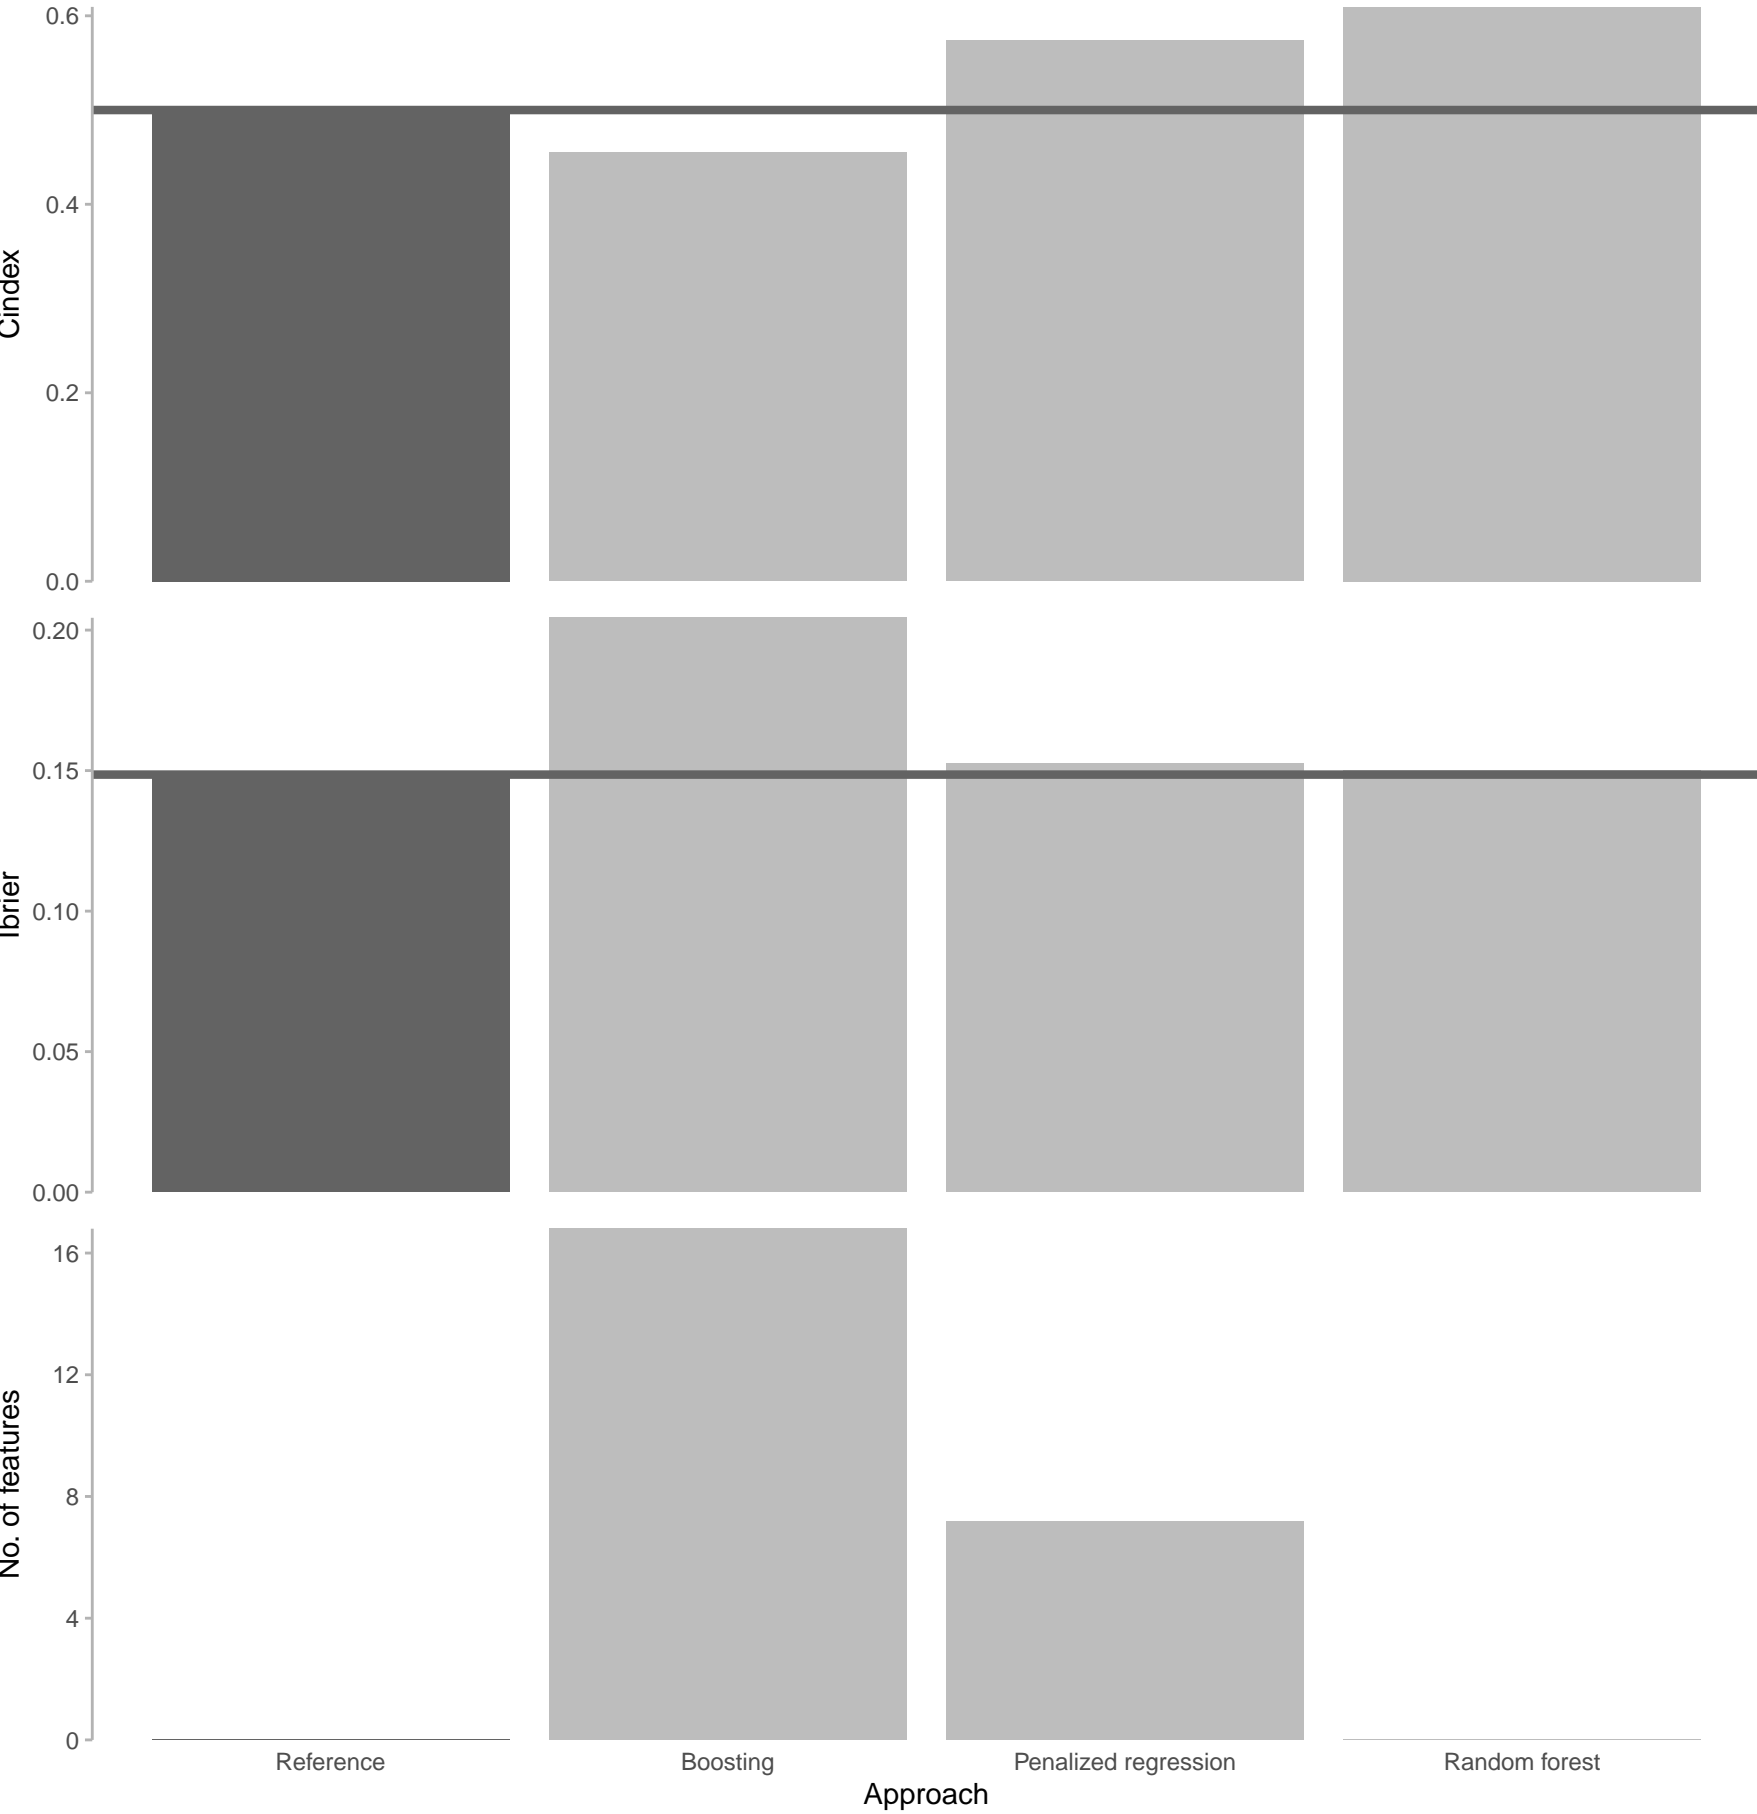 0.6
0.4
0.2
0.0
Cindex
0.20
0.15
0.10
0.05
0.00
Ibrier
16
12
8
4
0
No. of features
Reference
Boosting
Penalized regression
Random forest
Approach